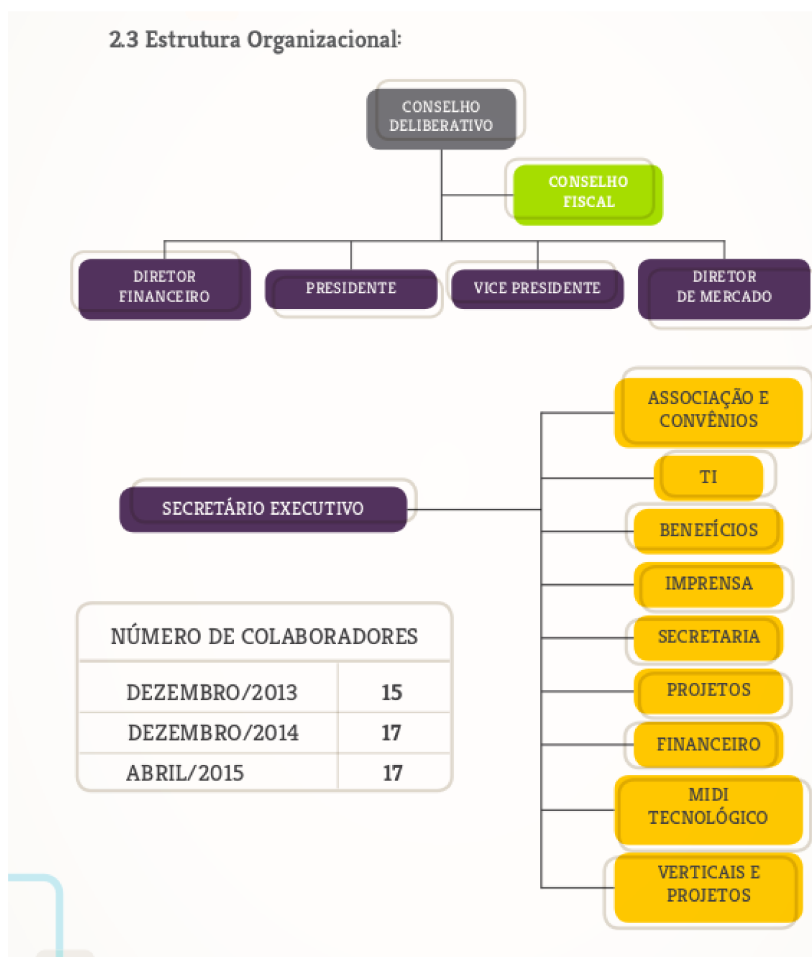 2.3 Estrutura Organizacional:
CONSELHO
DELIBERATIVO
CONSELHO
FISCAL
DIRETOR
FINANCEIRO
PRESIDENTE
VICE PRESIDENTE
DIRETOR
DE MERCADO
SECRETÁRIO EXECUTIVO
ASSOCIAÇÃO E
CONVÊNIOS
TI
BENEFÍCIOS
IMPRENSA
SECRETARIA
PROJETOS
FINANCEIRO
MIDI
TECNOLÓGICO
VERTICAIS E
PROJETOS
NÚMERO DE COLABORADORES
DEZEMBRO/2013 15
DEZEMBRO/2014 17
ABRIL/2015 17